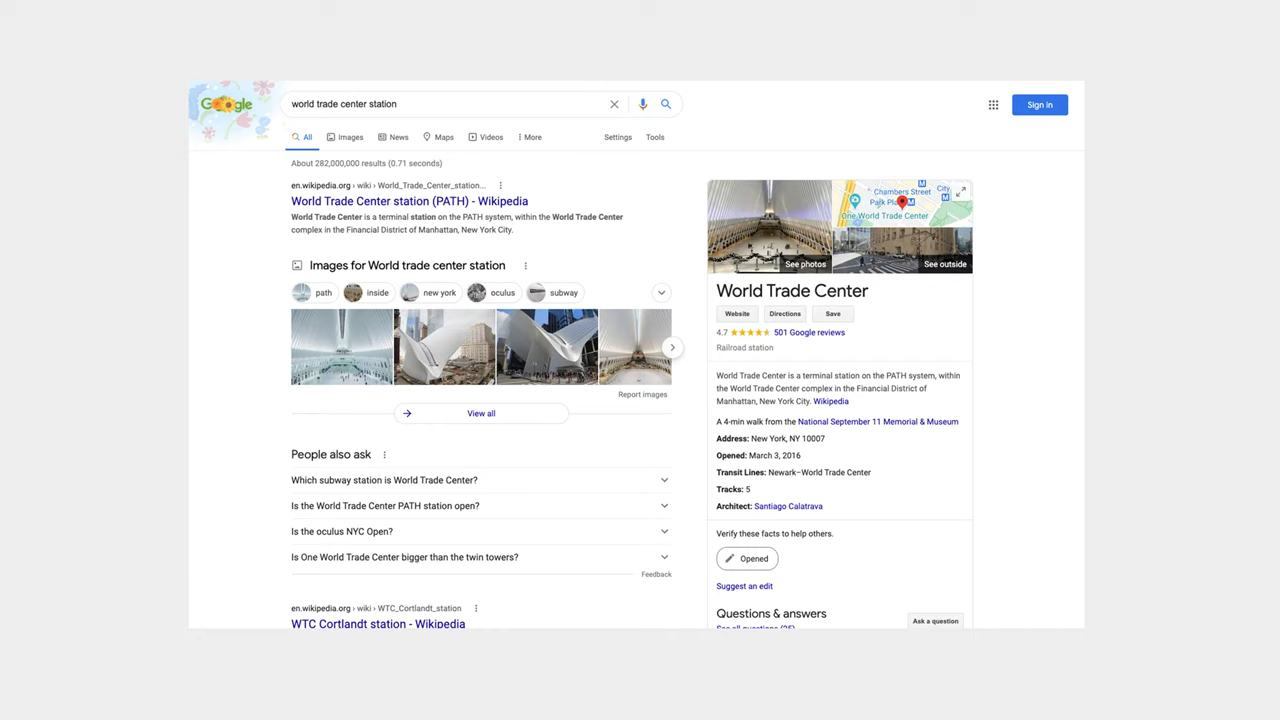 Google
world trade center station
Sign in
All
Images
News
Maps
Videos
More
Settings
Tools
About 282,000,000 results (0.71 seconds)
en.wikipedia.org › wiki › World_Trade_Center_station...
World Trade Center station (PATH) - Wikipedia
World Trade Center is a terminal station on the PATH system, within the World Trade Center
complex in the Financial District of Manhattan, New York City.
Images for World trade center station
path
inside
new york
oculus
subway
Report images
View all
People also ask
Which subway station is World Trade Center?
Is the World Trade Center PATH station open?
Is the oculus NYC Open?
Is One World Trade Center bigger than the twin towers?
Feedback
en.wikipedia.org › wiki › WTC_Cortlandt_station
WTC Cortlandt station - Wikipedia
See photos
Chambers Street
City
Park Pla
M
M
M
One World Trade Center
See outside
World Trade Center
Website
Directions
Save
4.7
501 Google reviews
Railroad station
World Trade Center is a terminal station on the PATH system, within
the World Trade Center complex in the Financial District of
Manhattan, New York City. Wikipedia
A 4-min walk from the National September 11 Memorial & Museum
Address: New York, NY 10007
Opened: March 3, 2016
Transit Lines: Newark–World Trade Center
Tracks: 5
Architect: Santiago Calatrava
Verify these facts to help others.
Opened
Suggest an edit
Questions & answers
See all questions (25)
Ask a question